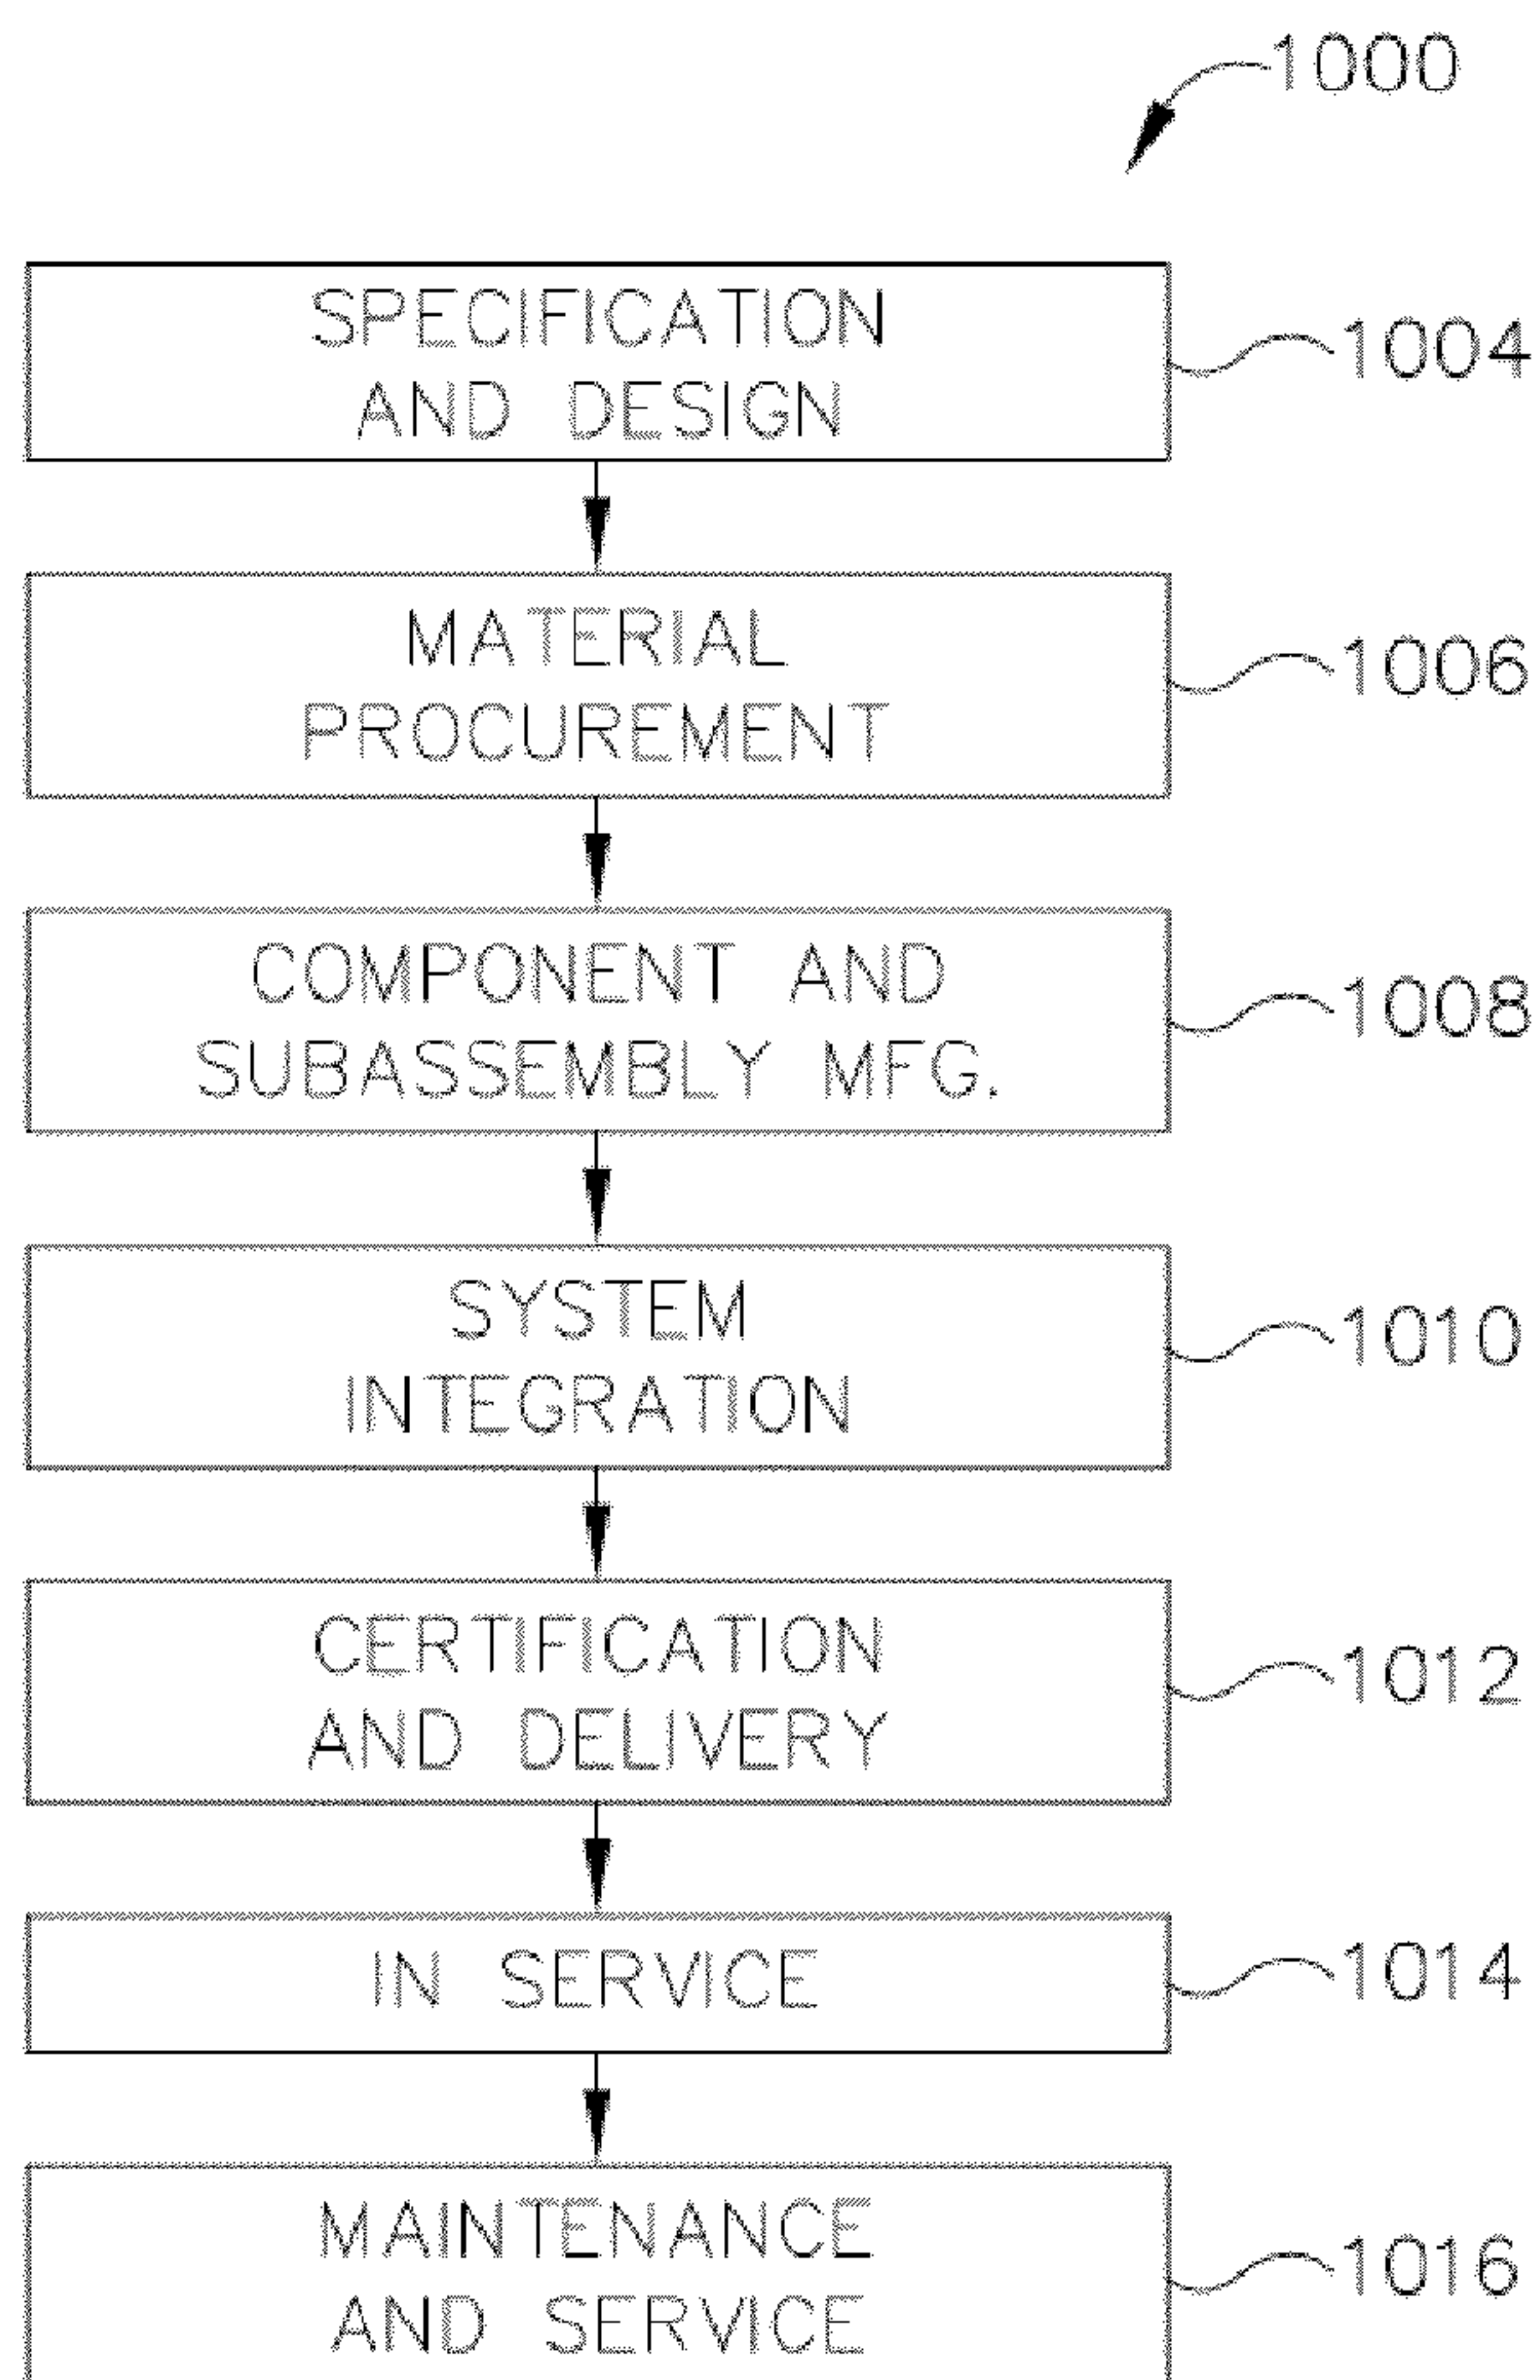 1000
SPECIFICATION
AND DESIGN
1004
MATERIAL
PROCUREMENT
1006
COMPONENT AND
SUBASSEMBLY MFG.
1008
SYSTEM
INTEGRATION
1010
CERTIFICATION
AND DELIVERY
1012
IN SERVICE
1014
MAINTENANCE
AND SERVICE
1016